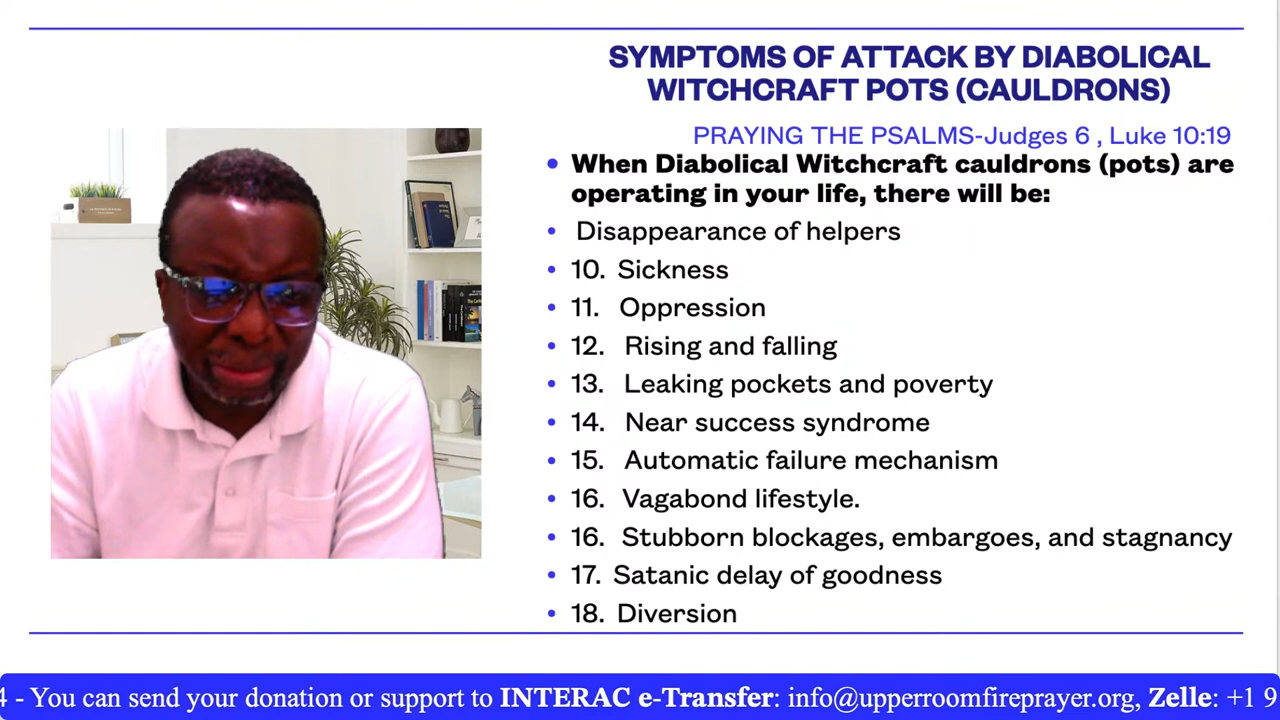 SYMPTOMS OF ATTACK BY DIABOLICAL
WITCHCRAFT POTS (CAULDRONS)
PRAYING THE PSALMS-Judges 6 , Luke 10:19
• When Diabolical Witchcraft cauldrons (pots) are
operating in your life, there will be:
• Disappearance of helpers
• 10. Sickness
• 11. Oppression
• 12. Rising and falling
• 13. Leaking pockets and poverty
• 14. Near success syndrome
• 15. Automatic failure mechanism
• 16. Vagabond lifestyle.
• 16. Stubborn blockages, embargoes, and stagnancy
• 17. Satanic delay of goodness
• 18. Diversion
4 - You can send your donation or support to INTERAC e-Transfer: info@upperroomfireprayer.org, Zelle: +1 9